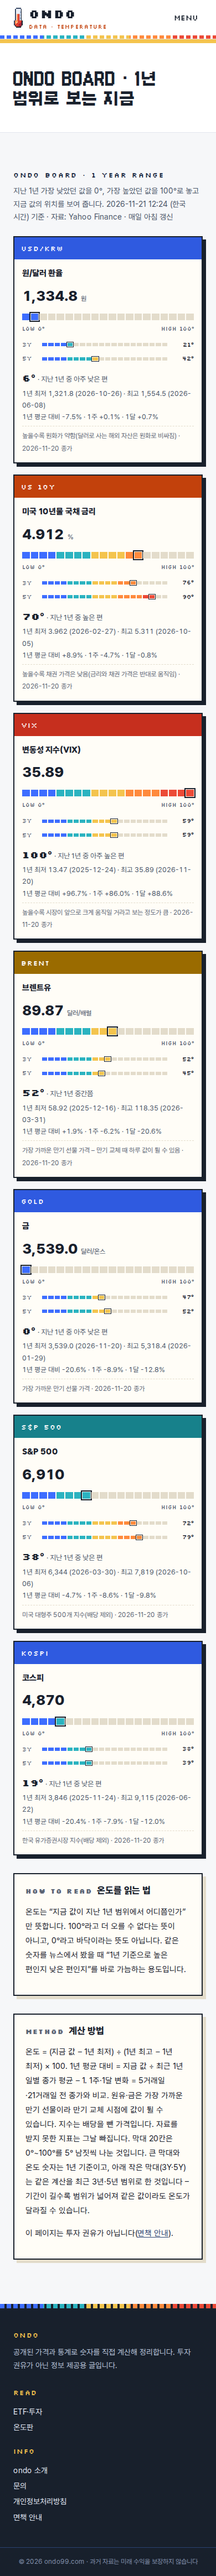 ONDO
DATA · TEMPERATURE
MENU
ONDO BOARD · 1년
범위로 보는 지금
ONDO BOARD · 1 YEAR RANGE
지난 1년 가장 낮았던 값을 0°, 가장 높았던 값을 100°로 놓고
지금 값의 위치를 보여 줍니다. 2026-11-21 12:24 (한국
시간) 기준 · 자료: Yahoo Finance · 매일 아침 갱신
USD/KRW
원/달러 환율
1,334.8 원
LOW 0°
HIGH 100°
3Y 21°
5Y 42°
6° · 지난 1년 중 아주 낮은 편
1년 최저 1,321.8 (2026-10-26) · 최고 1,554.5 (2026-
06-08)
1년 평균 대비 -7.5% · 1주 +0.1% · 1달 +0.7%
높을수록 원화가 약함(달러로 사는 해외 자산은 원화로 비싸짐) ·
2026-11-20 종가
US 10Y
미국 10년물 국채 금리
4.912 %
LOW 0°
HIGH 100°
3Y 76°
5Y 90°
70° · 지난 1년 중 높은 편
1년 최저 3.962 (2026-02-27) · 최고 5.311 (2026-10-
05)
1년 평균 대비 +8.9% · 1주 -4.7% · 1달 -0.8%
높을수록 채권 가격은 낮음(금리와 채권 가격은 반대로 움직임) ·
2026-11-20 종가
VIX
변동성 지수(VIX)
35.89
LOW 0°
HIGH 100°
3Y 59°
5Y 59°
100° · 지난 1년 중 아주 높은 편
1년 최저 13.47 (2025-12-24) · 최고 35.89 (2026-11-
20)
1년 평균 대비 +96.7% · 1주 +86.0% · 1달 +88.6%
높을수록 시장이 앞으로 크게 움직일 거라고 보는 정도가 큼 · 2026-
11-20 종가
BRENT
브렌트유
89.87 달러/배럴
LOW 0°
HIGH 100°
3Y 52°
5Y 45°
52° · 지난 1년 중간쯤
1년 최저 58.92 (2025-12-16) · 최고 118.35 (2026-
03-31)
1년 평균 대비 +1.9% · 1주 -6.2% · 1달 -20.6%
가장 가까운 만기 선물 가격 – 만기 교체 때 하루 값이 튈 수 있음 ·
2026-11-20 종가
GOLD
금
3,539.0 달러/온스
LOW 0°
HIGH 100°
3Y 47°
5Y 52°
0° · 지난 1년 중 아주 낮은 편
1년 최저 3,539.0 (2026-11-20) · 최고 5,318.4 (2026-
01-29)
1년 평균 대비 -20.6% · 1주 -8.9% · 1달 -12.8%
가장 가까운 만기 선물 가격 · 2026-11-20 종가
S&P 500
S&P 500
6,910
LOW 0°
HIGH 100°
3Y 72°
5Y 79°
38° · 지난 1년 중 낮은 편
1년 최저 6,344 (2026-03-30) · 최고 7,819 (2026-10-
06)
1년 평균 대비 -4.7% · 1주 -8.6% · 1달 -9.8%
미국 대형주 500개 지수(배당 제외) · 2026-11-20 종가
KOSPI
코스피
4,870
LOW 0°
HIGH 100°
3Y 38°
5Y 39°
19° · 지난 1년 중 낮은 편
1년 최저 3,846 (2025-11-24) · 최고 9,115 (2026-06-
22)
1년 평균 대비 -20.4% · 1주 -7.9% · 1달 -12.0%
한국 유가증권시장 지수(배당 제외) · 2026-11-20 종가
HOW TO READ 온도를 읽는 법
온도는 “지금 값이 지난 1년 범위에서 어디쯤인가”
만 뜻합니다. 100°라고 더 오를 수 없다는 뜻이
아니고, 0°라고 바닥이라는 뜻도 아닙니다. 같은
숫자를 뉴스에서 봤을 때 “1년 기준으로 높은
편인지 낮은 편인지”를 바로 가늠하는 용도입니다.
METHOD 계산 방법
온도 = (지금 값 − 1년 최저) ÷ (1년 최고 − 1년
최저) × 100. 1년 평균 대비 = 지금 값 ÷ 최근 1년
일별 종가 평균 − 1. 1주·1달 변화 = 5거래일
·21거래일 전 종가와 비교. 원유·금은 가장 가까운
만기 선물이라 만기 교체 시점에 값이 튈 수
있습니다. 지수는 배당을 뺀 가격입니다. 자료를
받지 못한 지표는 그날 빠집니다. 막대 20칸은
0°~100°를 5° 남짓씩 나눈 것입니다. 큰 막대와
온도 숫자는 1년 기준이고, 아래 작은 막대(3Y·5Y)
는 같은 계산을 최근 3년·5년 범위로 한 것입니다 –
기간이 길수록 범위가 넓어져 같은 값이라도 온도가
달라질 수 있습니다.
이 페이지는 투자 권유가 아닙니다(면책 안내).
ONDO
공개된 가격과 통계로 숫자를 직접 계산해 정리합니다. 투자
권유가 아닌 정보 제공용 글입니다.
READ
ETF·투자
온도판
INFO
ondo 소개
문의
개인정보처리방침
면책 안내
© 2026 ondo99.com · 과거 자료는 미래 수익을 보장하지 않습니다